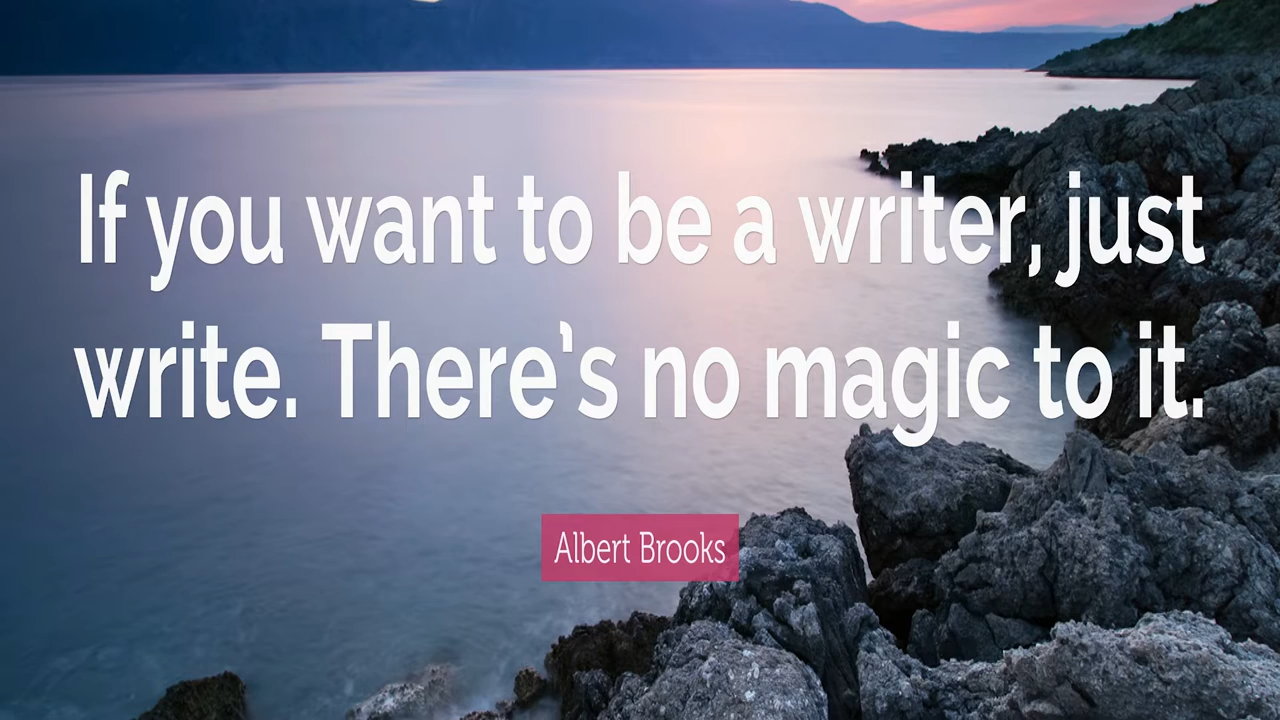 If you want to be a writer, just
write. There’s no magic to it.
Albert Brooks